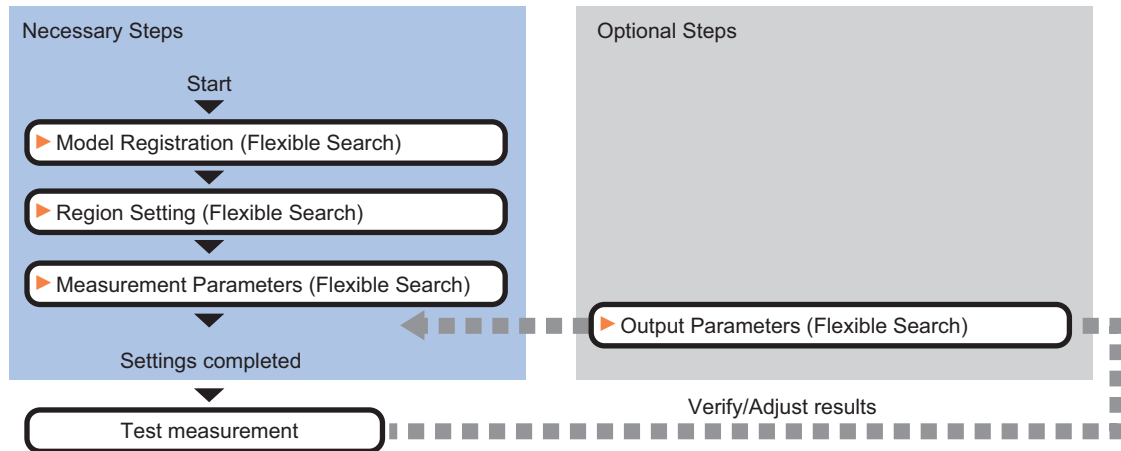 Necessary Steps
Start
Model Registration (Flexible Search)
Region Setting (Flexible Search)
Measurement Parameters (Flexible Search)
Settings completed
Test measurement
Optional Steps
Output Parameters (Flexible Search)
Verify/Adjust results